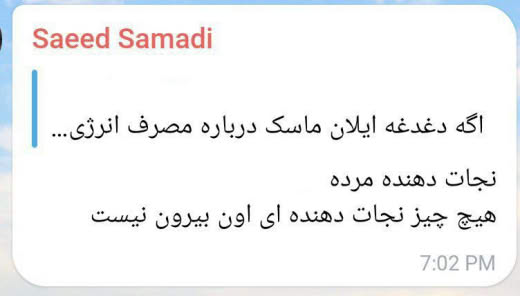 Saeed Samadi
اگه دغدغه ایلان ماسک درباره مصرف انرژی...
نجات دهنده مرده
هیچ چیز نجات دهنده ای اون بیرون نیست
7:02 PM